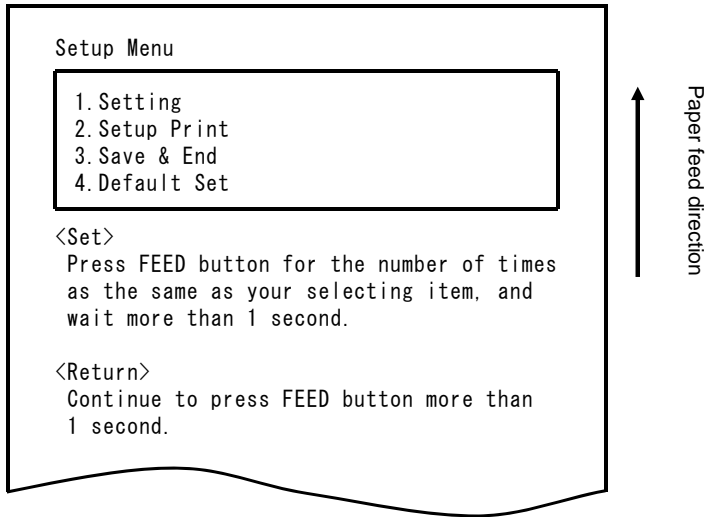 Setup Menu
1.Setting
2.Setup Print
3.Save & End
4.Default Set
<Set>
Press FEED button for the number of times
as the same as your selecting item, and
wait more than 1 second.
<Return>
Continue to press FEED button more than
1 second.
Paper feed direction